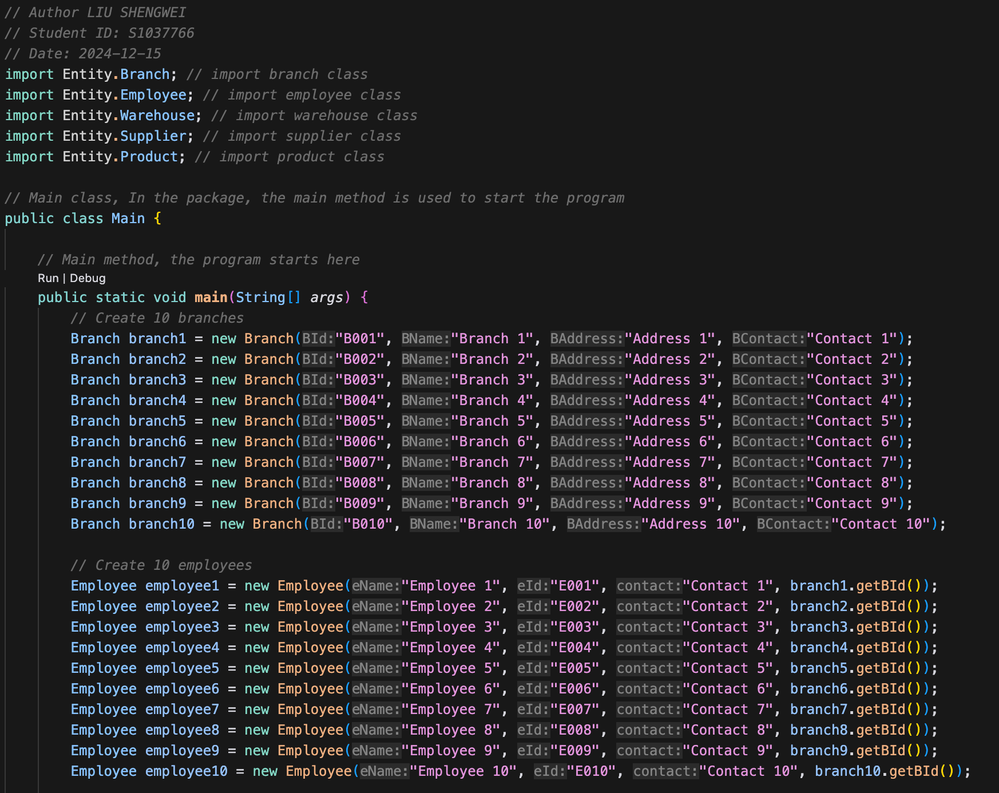 // Author LIU SHENGWEI
// Student ID: S1037766
// Date: 2024-12-15
import Entity.Branch; // import branch class
import Entity.Employee; // import employee class
import Entity.Warehouse; // import warehouse class
import Entity.Supplier; // import supplier class
import Entity.Product; // import product class
// Main class, In the package, the main method is used to start the program
public class Main {
// Main method, the program starts here
Run | Debug
public static void main(String[] args) {
// Create 10 branches
Branch branch1 = new Branch(BId:"B001", BName:"Branch 1", BAddress:"Address 1", BContact:"Contact 1");
Branch branch2 = new Branch(BId:"B002", BName:"Branch 2", BAddress:"Address 2", BContact:"Contact 2");
Branch branch3 = new Branch(BId:"B003", BName:"Branch 3", BAddress:"Address 3", BContact:"Contact 3");
Branch branch4 = new Branch(BId:"B004", BName:"Branch 4", BAddress:"Address 4", BContact:"Contact 4");
Branch branch5 = new Branch(BId:"B005", BName:"Branch 5", BAddress:"Address 5", BContact:"Contact 5");
Branch branch6 = new Branch(BId:"B006", BName:"Branch 6", BAddress:"Address 6", BContact:"Contact 6");
Branch branch7 = new Branch(BId:"B007", BName:"Branch 7", BAddress:"Address 7", BContact:"Contact 7");
Branch branch8 = new Branch(BId:"B008", BName:"Branch 8", BAddress:"Address 8", BContact:"Contact 8");
Branch branch9 = new Branch(BId:"B009", BName:"Branch 9", BAddress:"Address 9", BContact:"Contact 9");
Branch branch10 = new Branch(BId:"B010", BName:"Branch 10", BAddress:"Address 10", BContact:"Contact 10");
// Create 10 employees
Employee employee1 = new Employee(eName:"Employee 1", eId:"E001", contact:"Contact 1", branch1.getBId());
Employee employee2 = new Employee(eName:"Employee 2", eId:"E002", contact:"Contact 2", branch2.getBId());
Employee employee3 = new Employee(eName:"Employee 3", eId:"E003", contact:"Contact 3", branch3.getBId());
Employee employee4 = new Employee(eName:"Employee 4", eId:"E004", contact:"Contact 4", branch4.getBId());
Employee employee5 = new Employee(eName:"Employee 5", eId:"E005", contact:"Contact 5", branch5.getBId());
Employee employee6 = new Employee(eName:"Employee 6", eId:"E006", contact:"Contact 6", branch6.getBId());
Employee employee7 = new Employee(eName:"Employee 7", eId:"E007", contact:"Contact 7", branch7.getBId());
Employee employee8 = new Employee(eName:"Employee 8", eId:"E008", contact:"Contact 8", branch8.getBId());
Employee employee9 = new Employee(eName:"Employee 9", eId:"E009", contact:"Contact 9", branch9.getBId());
Employee employee10 = new Employee(eName:"Employee 10", eId:"E010", contact:"Contact 10", branch10.getBId());